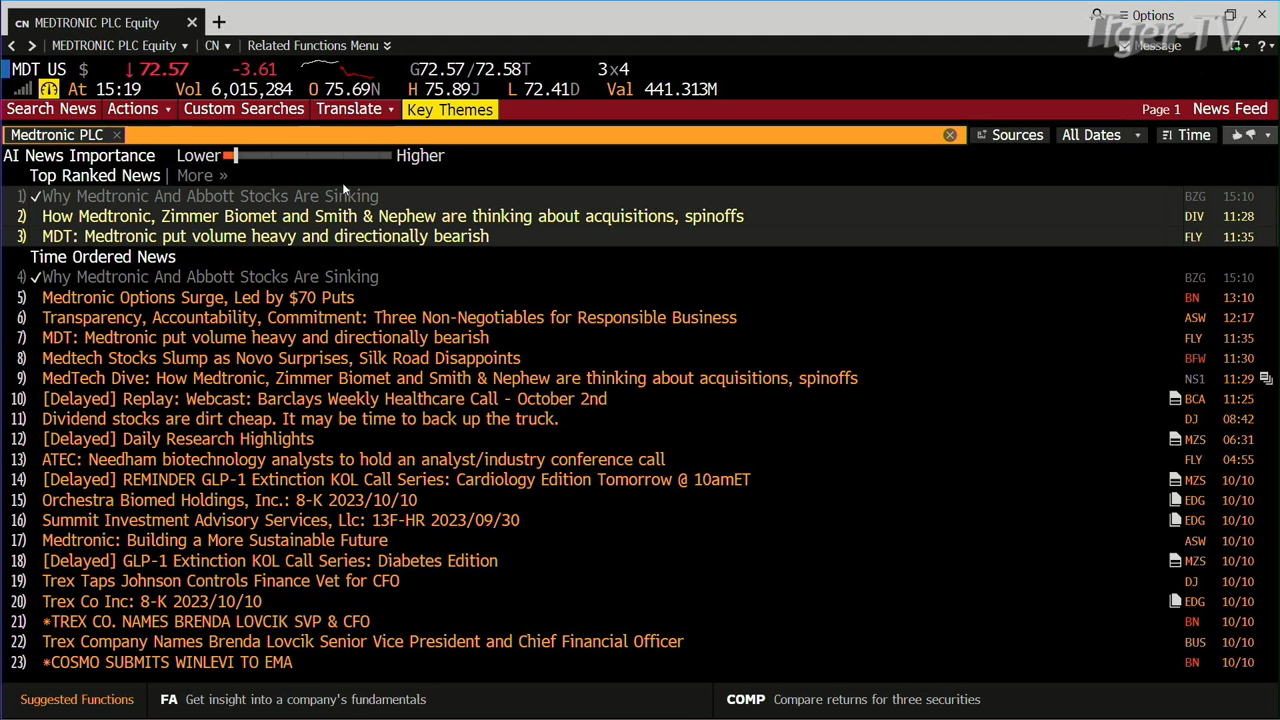 CN MEDTRONIC PLC Equity × +
Options
MEDTRONIC PLC Equity CN Related Functions Menu
Message
Tiger-TV
MDT US $ ↓72.57 -3.61 G72.57/72.58T 3x4
At 15:19 Vol 6,015,284 O 75.69N H 75.89J L 72.41D Val 441.313M
Search News Actions Custom Searches Translate Key Themes Page 1 News Feed
Medtronic PLC × Sources All Dates Time
AI News Importance Lower Higher
Top Ranked News | More »
1) ✓Why Medtronic And Abbott Stocks Are Sinking BZG 15:10
2) How Medtronic, Zimmer Biomet and Smith & Nephew are thinking about acquisitions, spinoffs DIV 11:28
3) MDT: Medtronic put volume heavy and directionally bearish FLY 11:35
Time Ordered News
4) ✓Why Medtronic And Abbott Stocks Are Sinking BZG 15:10
5) Medtronic Options Surge, Led by $70 Puts BN 13:10
6) Transparency, Accountability, Commitment: Three Non-Negotiables for Responsible Business ASW 12:17
7) MDT: Medtronic put volume heavy and directionally bearish FLY 11:35
8) Medtech Stocks Slump as Novo Surprises, Silk Road Disappoints BFW 11:30
9) MedTech Dive: How Medtronic, Zimmer Biomet and Smith & Nephew are thinking about acquisitions, spinoffs NS1 11:29
10) [Delayed] Replay: Webcast: Barclays Weekly Healthcare Call - October 2nd BCA 11:25
11) Dividend stocks are dirt cheap. It may be time to back up the truck. DJ 08:42
12) [Delayed] Daily Research Highlights MZS 06:31
13) ATEC: Needham biotechnology analysts to hold an analyst/industry conference call FLY 04:55
14) [Delayed] REMINDER GLP-1 Extinction KOL Call Series: Cardiology Edition Tomorrow @ 10amET MZS 10/10
15) Orchestra Biomed Holdings, Inc.: 8-K 2023/10/10 EDG 10/10
16) Summit Investment Advisory Services, Llc: 13F-HR 2023/09/30 EDG 10/10
17) Medtronic: Building a More Sustainable Future ASW 10/10
18) [Delayed] GLP-1 Extinction KOL Call Series: Diabetes Edition MZS 10/10
19) Trex Taps Johnson Controls Finance Vet for CFO DJ 10/10
20) Trex Co Inc: 8-K 2023/10/10 EDG 10/10
21) *TREX CO. NAMES BRENDA LOVCIK SVP & CFO BN 10/10
22) Trex Company Names Brenda Lovcik Senior Vice President and Chief Financial Officer BUS 10/10
23) *COSMO SUBMITS WINLEVI TO EMA BN 10/10
Suggested Functions FA Get insight into a company's fundamentals COMP Compare returns for three securities